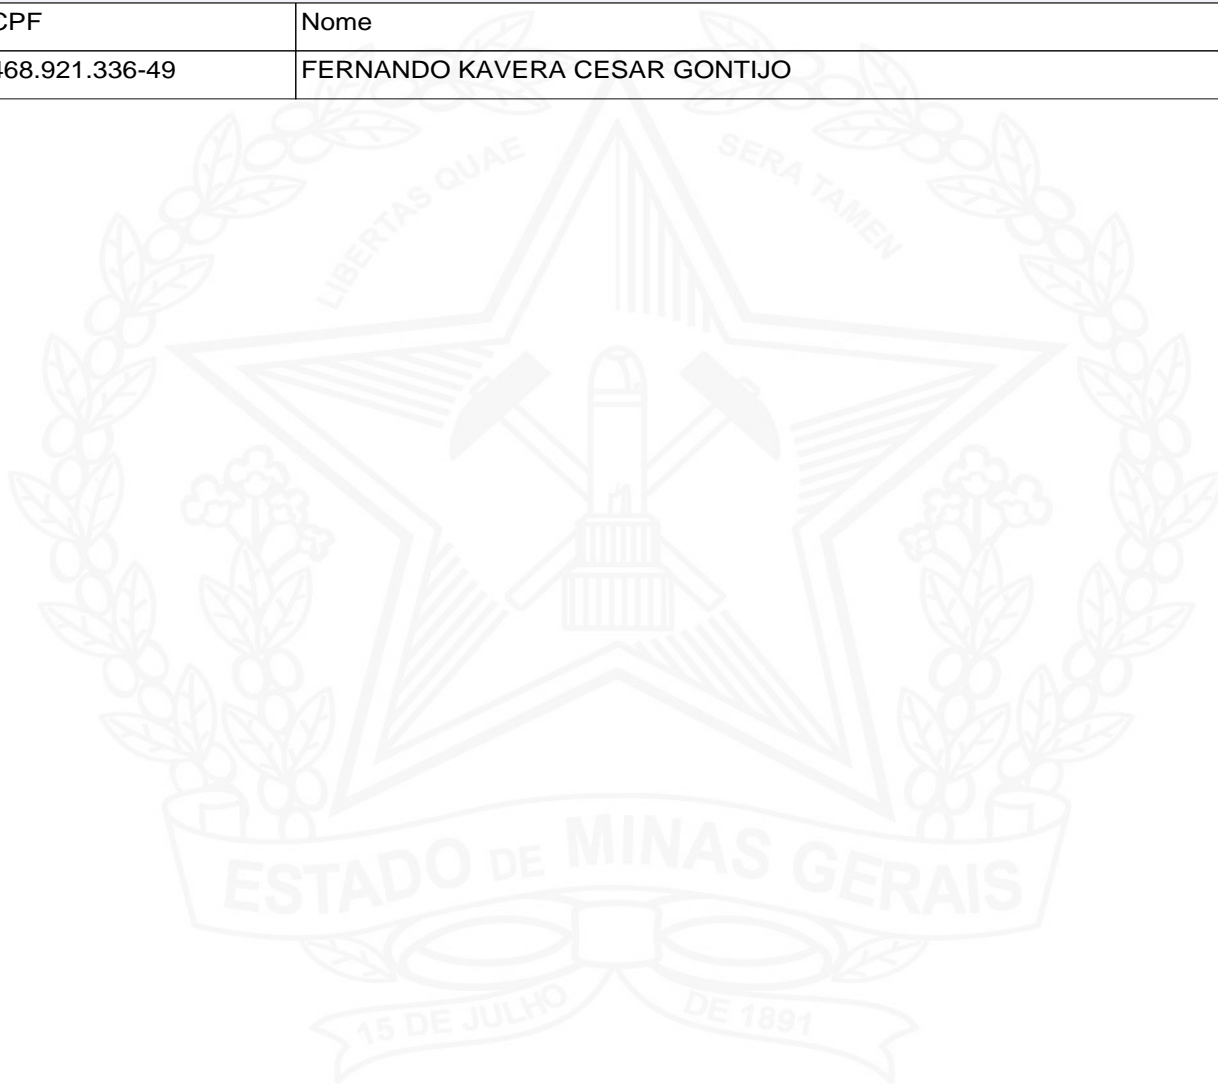 CPF Nome
468.921.336-49 FERNANDO KAVERA CESAR GONTIJO
LIBERTAS QUAE SERA TAMEN
ESTADO DE MINAS GERAIS
15 DE JULHO DE 1891